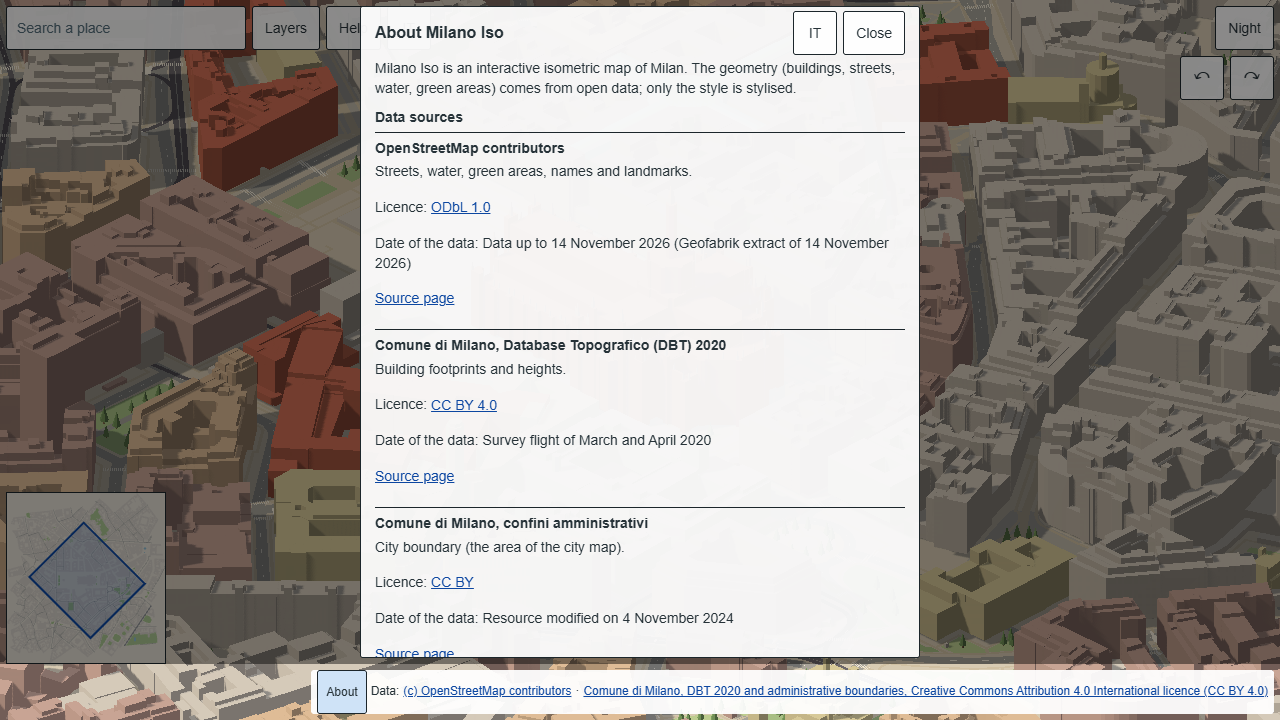 Search a place
Layers
Hel
About Milano Iso
IT
Close
Night
Milano Iso is an interactive isometric map of Milan. The geometry (buildings, streets,
water, green areas) comes from open data; only the style is stylised.
Data sources
OpenStreetMap contributors
Streets, water, green areas, names and landmarks.
Licence: ODbL 1.0
Date of the data: Data up to 14 November 2026 (Geofabrik extract of 14 November
2026)
Source page
Comune di Milano, Database Topografico (DBT) 2020
Building footprints and heights.
Licence: CC BY 4.0
Date of the data: Survey flight of March and April 2020
Source page
Comune di Milano, confini amministrativi
City boundary (the area of the city map).
Licence: CC BY
Date of the data: Resource modified on 4 November 2024
Source page
About
Data: (c) OpenStreetMap contributors · Comune di Milano, DBT 2020 and administrative boundaries, Creative Commons Attribution 4.0 International licence (CC BY 4.0)